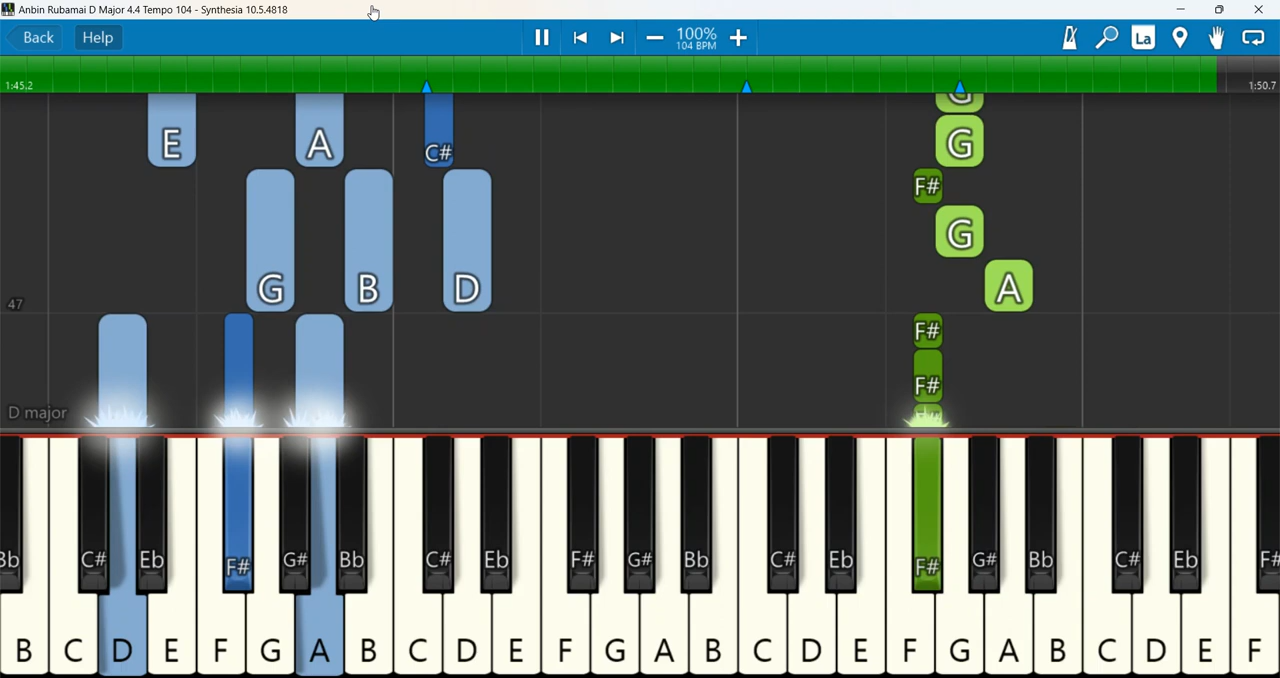 Anbin Rubamai D Major 4.4 Tempo 104 - Synthesia 10.5.4818
Back Help 100% La
104 BPM
1:45.2 1:50.7
G
E A C# G
F#
G B D G
A
47
F#
F#
D major F#
Bb C# Eb F# G# Bb C# Eb F# G# Bb C# Eb F# G# Bb C# Eb F#
B C D E F G A B C D E F G A B C D E F G A B C D E F